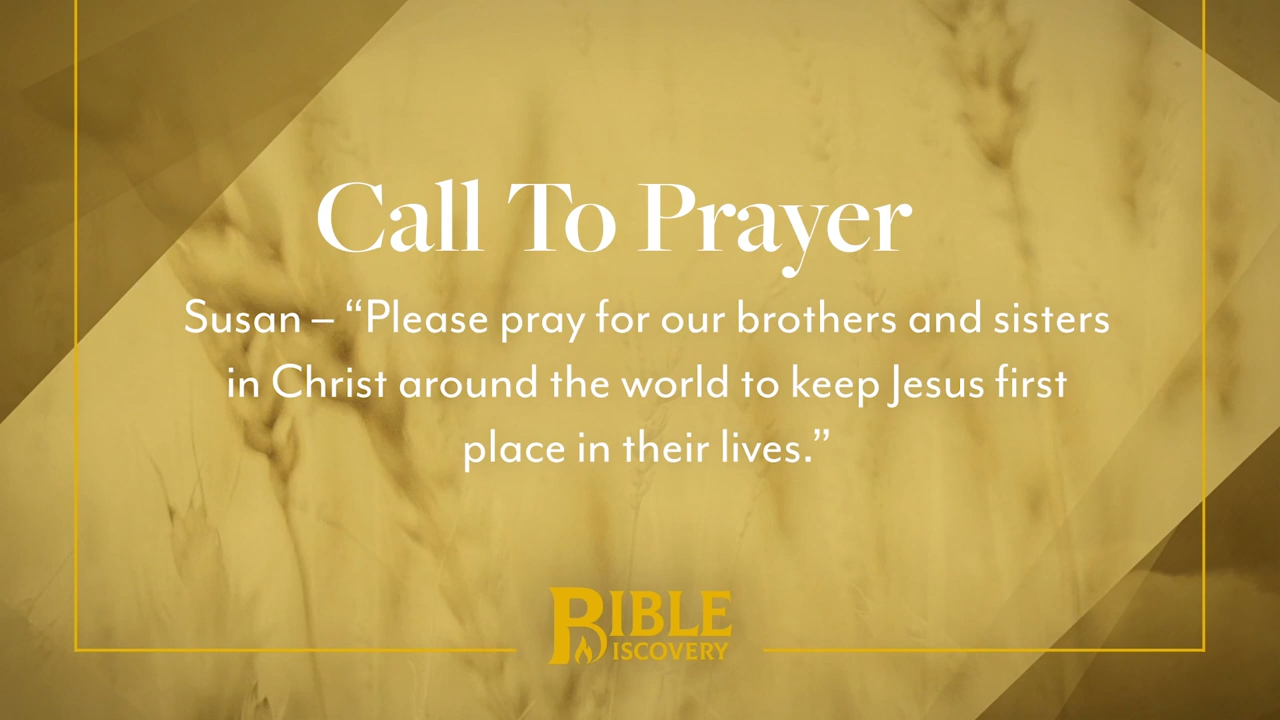 Call To Prayer
Susan – “Please pray for our brothers and sisters
in Christ around the world to keep Jesus first
place in their lives.”
BIBLE
DISCOVERY